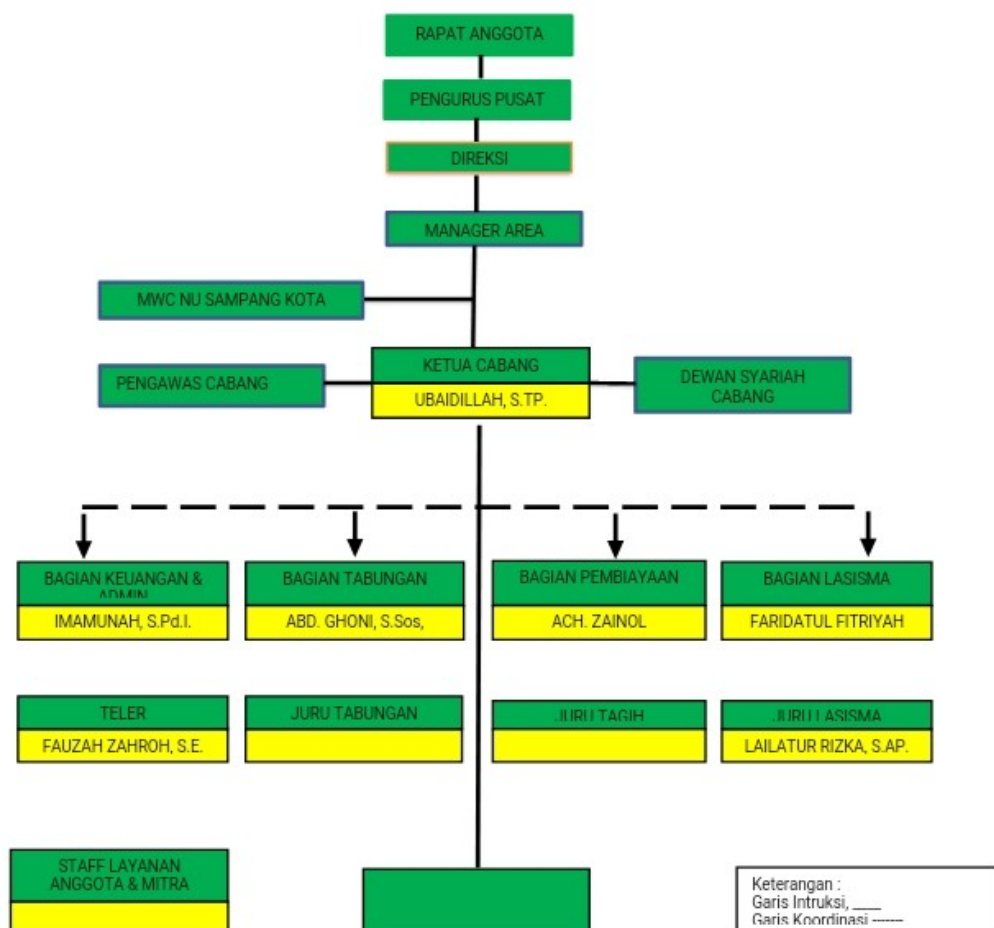 RAPAT ANGGOTA
PENGURUS PUSAT
DIREKSI
MANAGER AREA
MWC NU SAMPANG KOTA
KETUA CABANG
UBAIDILLAH, S.TP.
PENGAWAS CABANG
DEWAN SYARIAH
CABANG
BAGIAN KEUANGAN &
ADMIN
IMAMUNAH, S.Pd.I.
BAGIAN TABUNGAN
ABD. GHONI, S.Sos,
BAGIAN PEMBIAYAAN
ACH. ZAINOL
BAGIAN LASISMA
FARIDATUL FITRIYAH
TELER
FAUZAH ZAHROH, S.E.
JURU TABUNGAN
JURU TAGIH
JURU LASISMA
LAILATUR RIZKA, S.AP.
STAFF LAYANAN
ANGGOTA & MITRA
Keterangan :
Garis Intruksi, ____
Garis Koordinasi -------